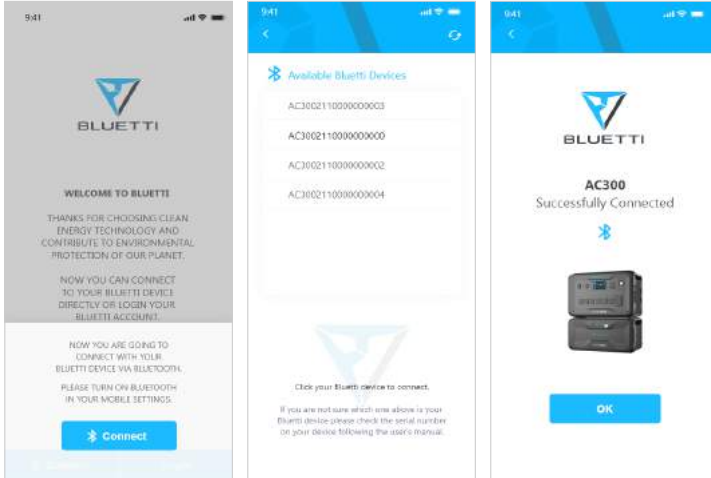 9:41
BLUETTI
WELCOME TO BLUETTI
THANKS FOR CHOOSING CLEAN
ENERGY TECHNOLOGY AND
CONTRIBUTE TO ENVIRONMENTAL
PROTECTION OF OUR PLANET.
NOW YOU CAN CONNECT
TO YOUR BLUETTI DEVICE
DIRECTLY OR LOGIN YOUR
BLUETTI ACCOUNT.
NOW YOU ARE GOING TO
CONNECT WITH YOUR
BLUETTI DEVICE VIA BLUETOOTH.
PLEASE TURN ON BLUETOOTH
IN YOUR MOBILE SETTINGS.
Connect
9:41
Available Bluetti Devices
AC3002110000000003
AC3002110000000000
AC3002110000000002
AC3002110000000004
Click your Bluetti device to connect.
If you are not sure which one above is your
Bluetti device please check the serial number
on your device following the user's manual.
9:41
BLUETTI
AC300
Successfully Connected
OK